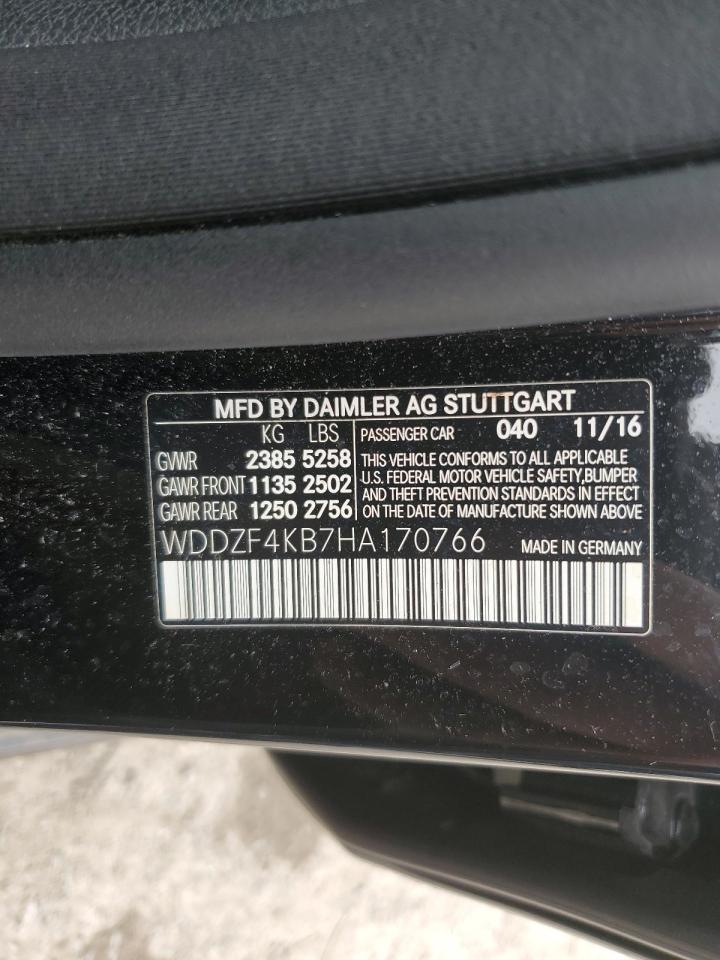 MFD BY DAIMLER AG STUTTGART
KG LBS PASSENGER CAR 040 11/16
GVWR 2385 5258 THIS VEHICLE CONFORMS TO ALL APPLICABLE
GAWR FRONT 1135 2502 U.S. FEDERAL MOTOR VEHICLE SAFETY,BUMPER
GAWR REAR 1250 2756 AND THEFT PREVENTION STANDARDS IN EFFECT
ON THE DATE OF MANUFACTURE SHOWN ABOVE
WDDZF4KB7HA170766 MADE IN GERMANY